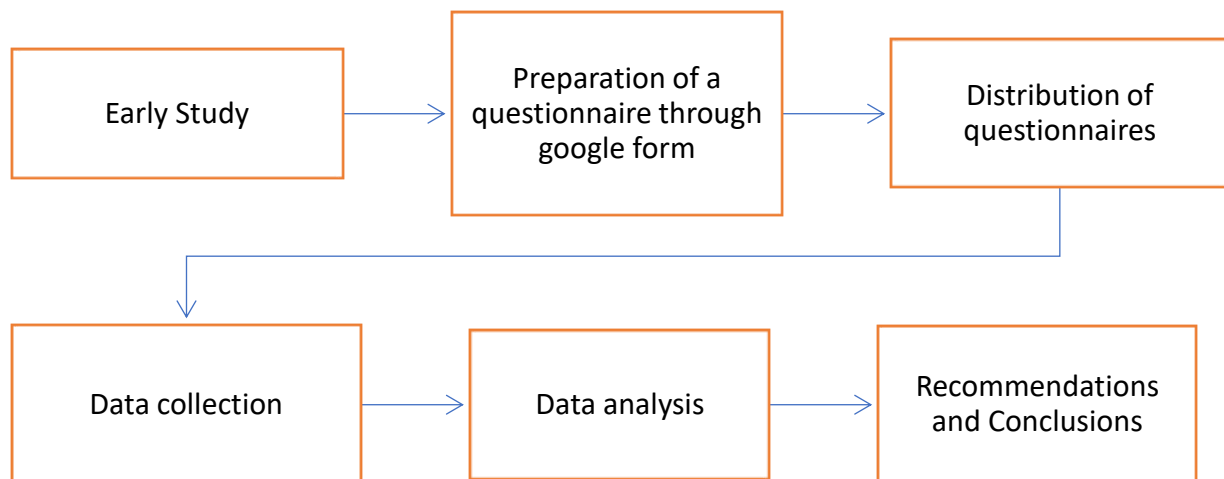 Early Study
Preparation of a
questionnaire through
google form
Distribution of
questionnaires
Data collection
Data analysis
Recommendations
and Conclusions